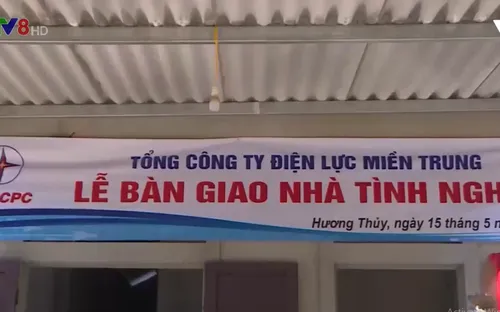 TV8 HD
TỔNG CÔNG TY ĐIỆN LỰC MIỀN TRUNG
CPC
LỄ BÀN GIAO NHÀ TÌNH NGH
Hương Thủy, ngày 15 tháng 5 n